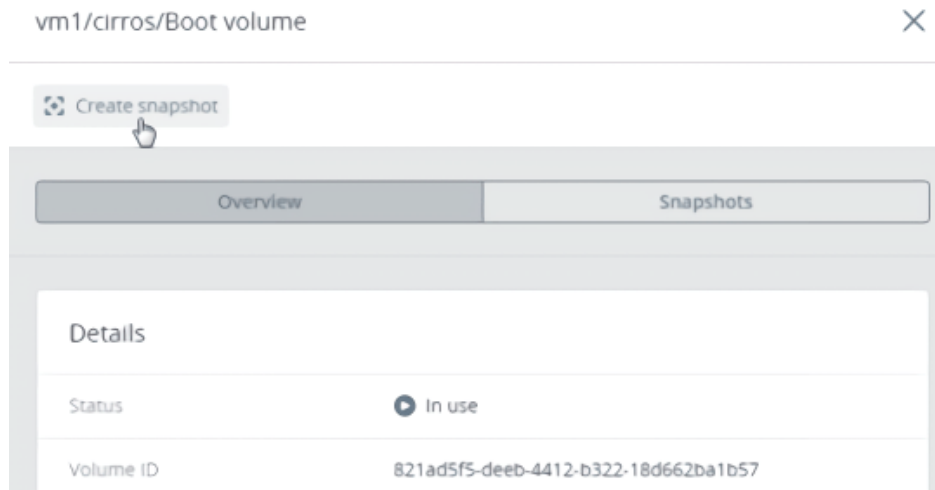 vm1/cirros/Boot volume
Create snapshot
Overview Snapshots
Details
Status In use
Volume ID 821ad5f5-deeb-4412-b322-18d662ba1b57